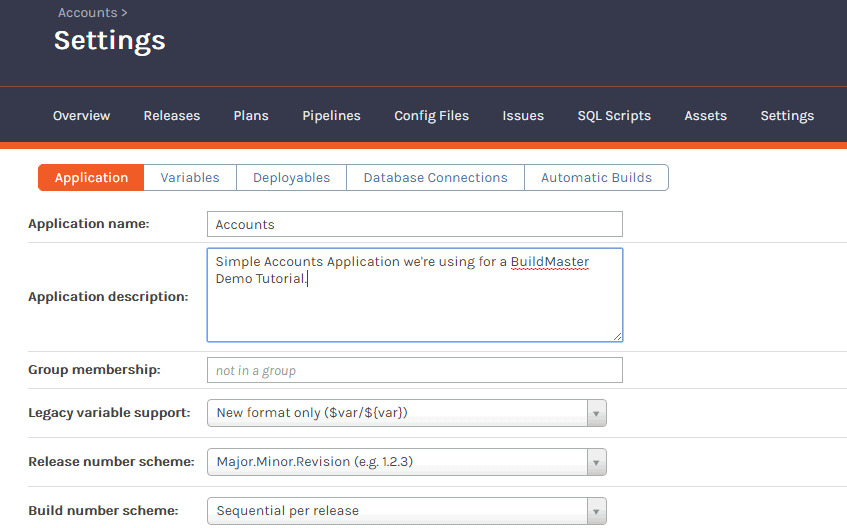 Accounts >
Settings
Overview Releases Plans Pipelines Config Files Issues SQL Scripts Assets Settings
Application Variables Deployables Database Connections Automatic Builds
Application name: Accounts
Application description: Simple Accounts Application we're using for a BuildMaster
Demo Tutorial.
Group membership: not in a group
Legacy variable support: New format only ($var/${var})
Release number scheme: Major.Minor.Revision (e.g. 1.2.3)
Build number scheme: Sequential per release